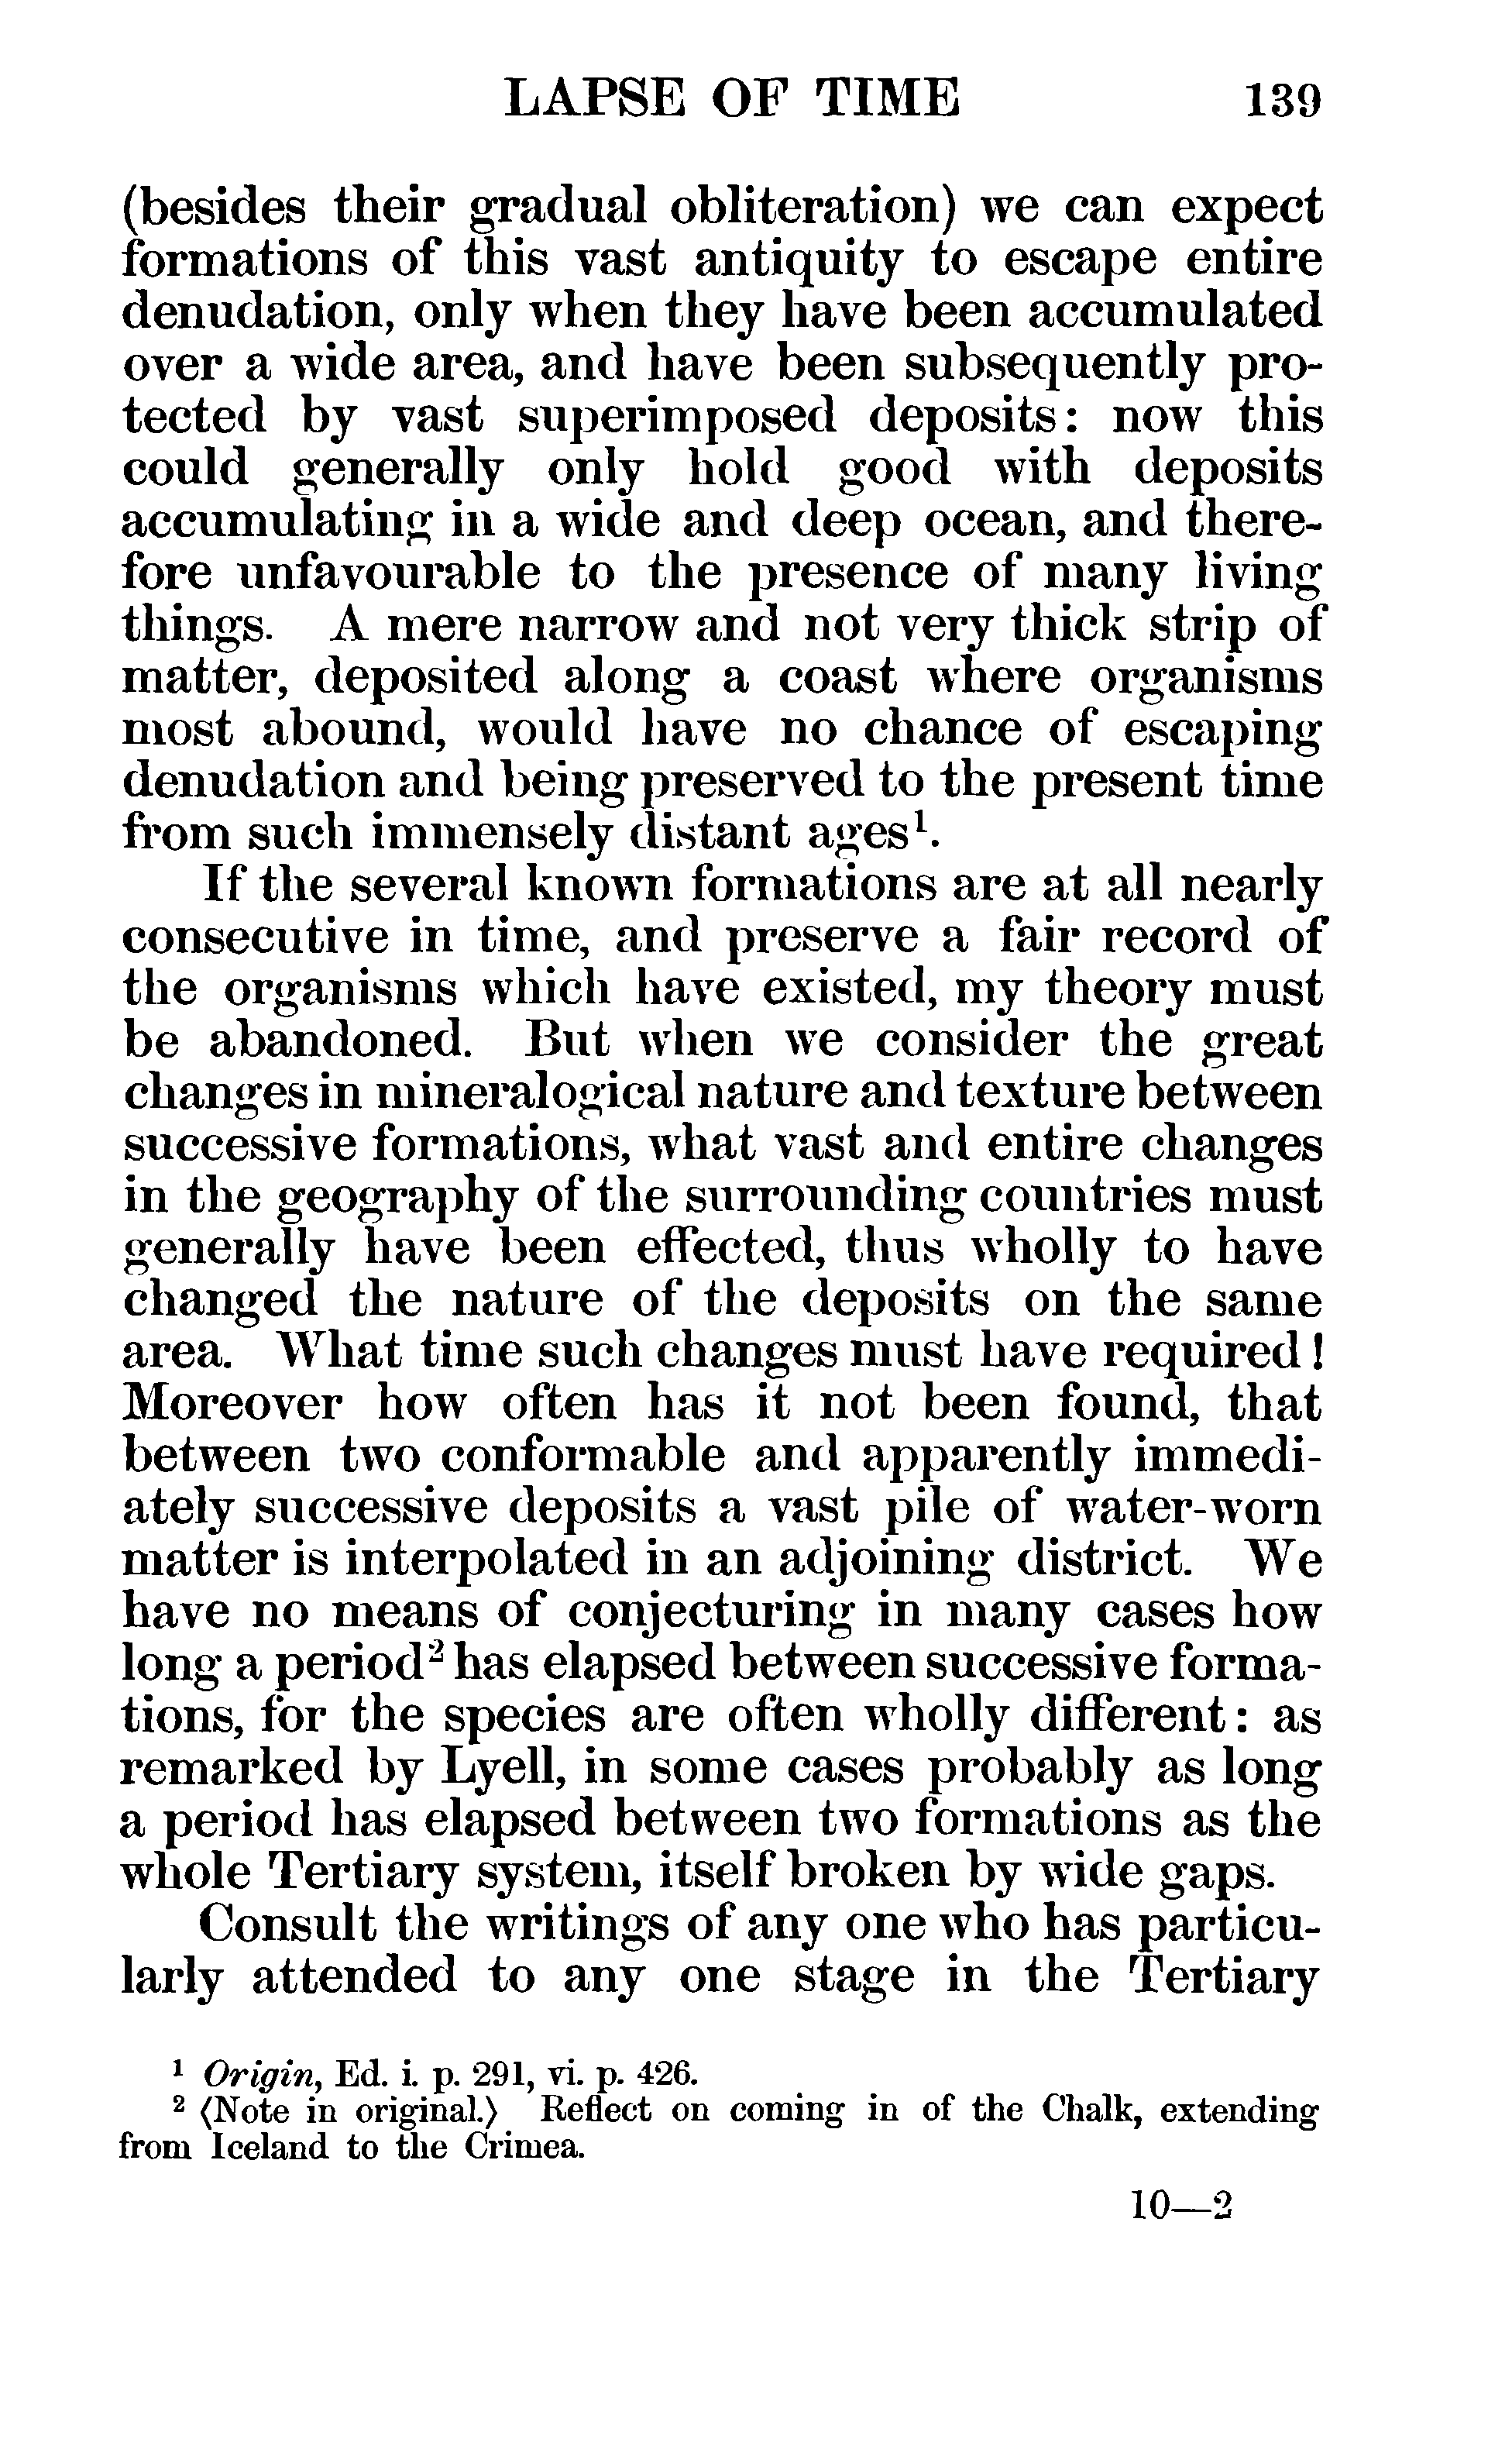 LAPSE OF TIME 139
(besides their gradual obliteration) we can expect
formations of this vast antiquity to escape entire
denudation, only when they have been accumulated
over a wide area, and have been subsequently pro-
tected by vast superimposed deposits: now this
could generally only hold good with deposits
accumulating in a wide and deep ocean, and there-
fore unfavourable to the presence of many living
things. A mere narrow and not very thick strip of
matter, deposited along a coast where organisms
most abound, would have no chance of escaping
denudation and being preserved to the present time
from such immensely distant ages¹.
If the several known formations are at all nearly
consecutive in time, and preserve a fair record of
the organisms which have existed, my theory must
be abandoned. But when we consider the great
changes in mineralogical nature and texture between
successive formations, what vast and entire changes
in the geography of the surrounding countries must
generally have been effected, thus wholly to have
changed the nature of the deposits on the same
area. What time such changes must have required!
Moreover how often has it not been found, that
between two conformable and apparently immedi-
ately successive deposits a vast pile of water-worn
matter is interpolated in an adjoining district. We
have no means of conjecturing in many cases how
long a period² has elapsed between successive forma-
tions, for the species are often wholly different: as
remarked by Lyell, in some cases probably as long
a period has elapsed between two formations as the
whole Tertiary system, itself broken by wide gaps.
Consult the writings of any one who has particu-
larly attended to any one stage in the Tertiary
¹ Origin, Ed. i. p. 291, vi. p. 426.
² ⟨Note in original.⟩ Reflect on coming in of the Chalk, extending
from Iceland to the Crimea.
10—2